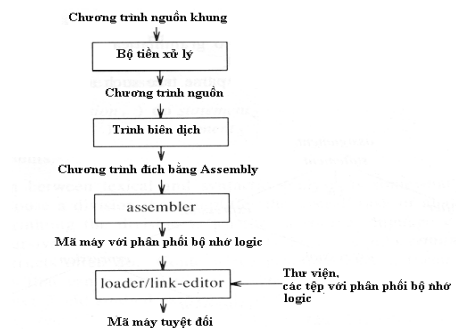 Chương trình nguồn khung
Bộ tiền xử lý
Chương trình nguồn
Trình biên dịch
Chương trình đích bằng Assembly
assembler
Mã máy với phân phối bộ nhớ logic
loader/link-editor
Thư viện,
các tệp với phân phối bộ nhớ
logic
Mã máy tuyệt đối